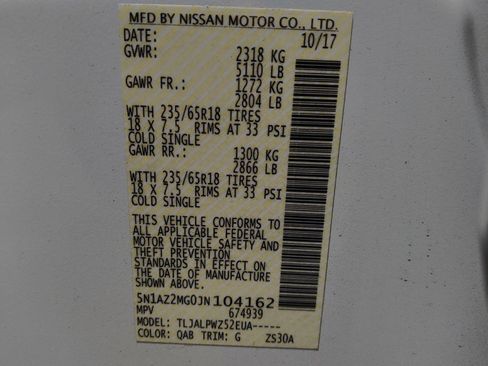 MFD BY NISSAN MOTOR CO., LTD.
DATE: 10/17
GVWR: 2318 KG
5110 LB
GAWR FR.: 1272 KG
2804 LB
WITH 235/65R18 TIRES
18 X 7.5 RIMS AT 33 PSI
COLD SINGLE
GAWR RR.: 1300 KG
2866 LB
WITH 235/65R18 TIRES
18 X 7.5 RIMS AT 33 PSI
COLD SINGLE
THIS VEHICLE CONFORMS TO
ALL APPLICABLE FEDERAL
MOTOR VEHICLE SAFETY AND
THEFT PREVENTION
STANDARDS IN EFFECT ON
THE DATE OF MANUFACTURE
SHOWN ABOVE.
5N1AZ2MG0JN104162
MPV 674939
MODEL: TLJALPWZ52EUA-----
COLOR: QAB TRIM: G ZS30A